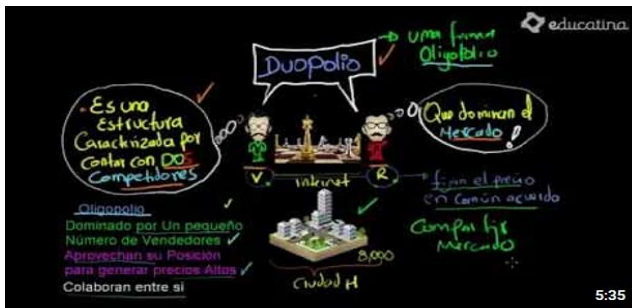 educatina
Duopolio
→ una forma
Oligopolio
. Es una
Estructura
Caracterizada por
Contar con DOS
Competidores
Que dominan el
Mercado !
V.
internet
R.
→ fijan el precio
en Común acuerdo
Compartir
Mercado
Oligopolio
Dominado por Un pequeño
Número de Vendedores
Aprovechan su Posición
para generar precios Altos
Colaboran entre si
8,000
Ciudad H
5:35